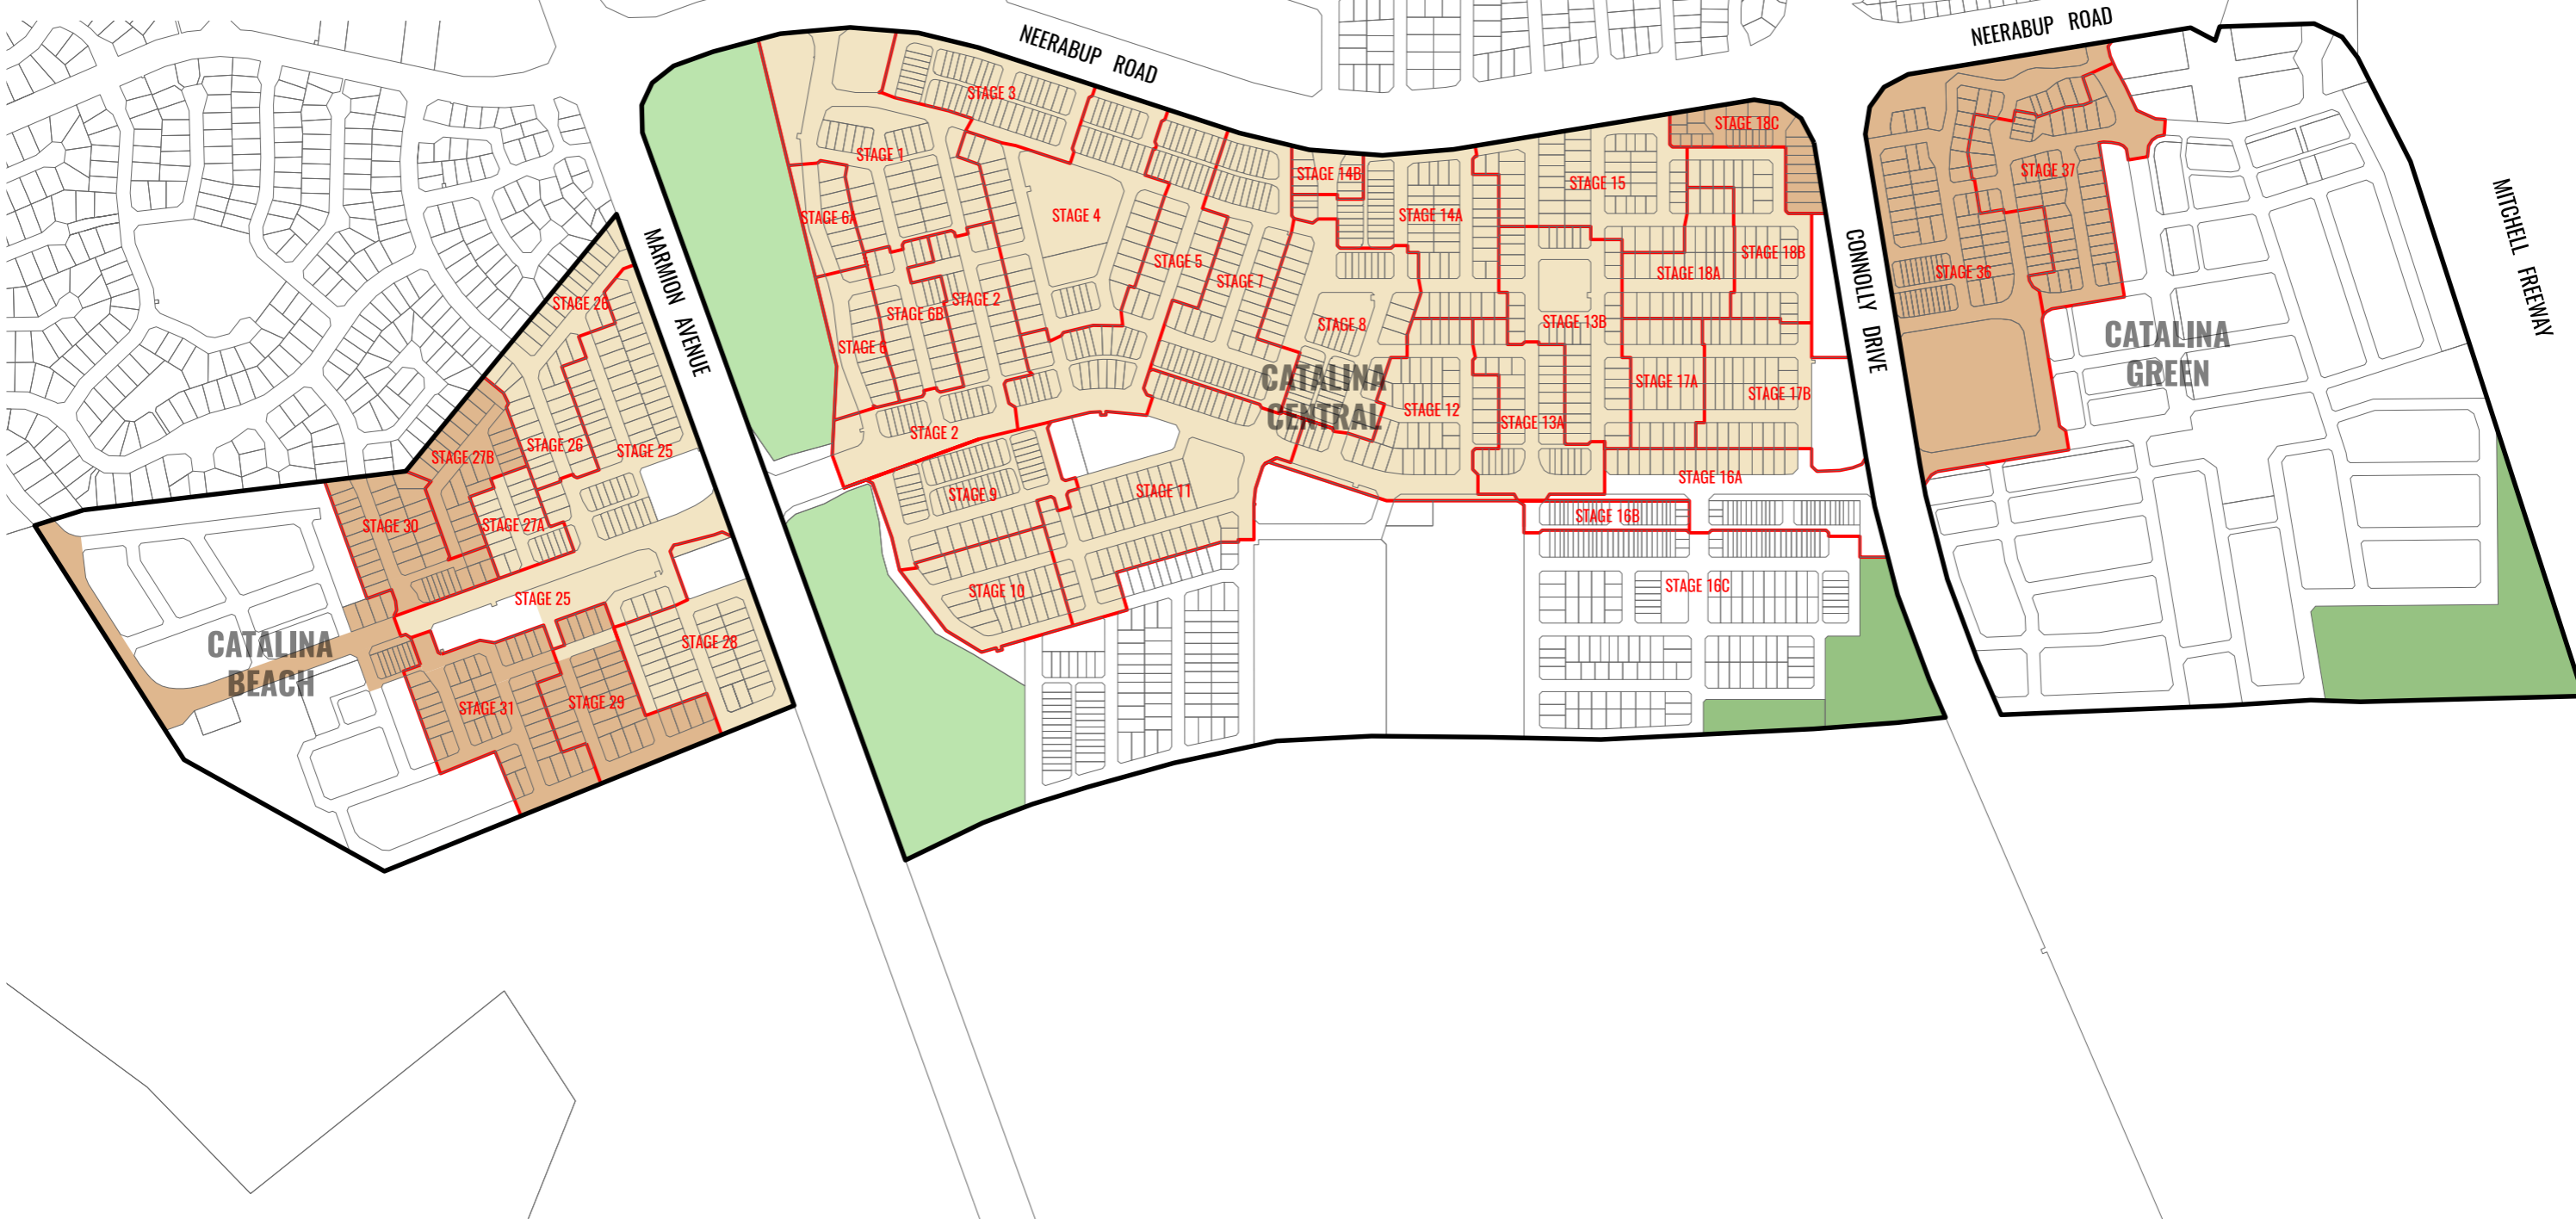 NEERABUP ROAD
NEERABUP ROAD
MARMION AVENUE
CONNOLLY DRIVE
MITCHELL FREEWAY
CATALINA
BEACH
CATALINA
CENTRAL
CATALINA
GREEN
STAGE 26
STAGE 26
STAGE 25
STAGE 27B
STAGE 27A
STAGE 30
STAGE 25
STAGE 28
STAGE 29
STAGE 31
STAGE 3
STAGE 1
STAGE 6A
STAGE 4
STAGE 5
STAGE 7
STAGE 2
STAGE 6B
STAGE 6
STAGE 8
STAGE 2
STAGE 9
STAGE 11
STAGE 10
STAGE 14B
STAGE 14A
STAGE 15
STAGE 18C
STAGE 18B
STAGE 18A
STAGE 13B
STAGE 17A
STAGE 17B
STAGE 12
STAGE 13A
STAGE 16A
STAGE 16B
STAGE 16C
STAGE 37
STAGE 36